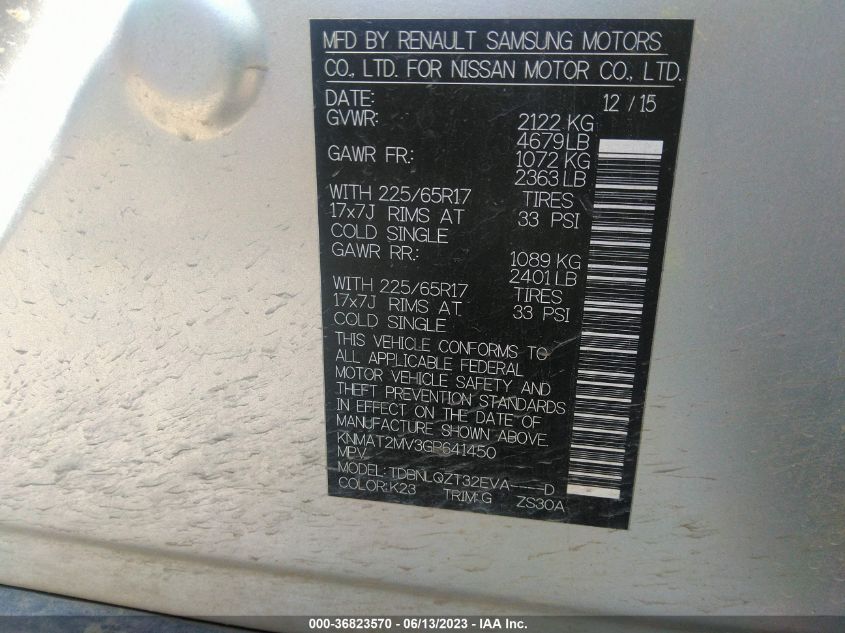 MFD BY RENAULT SAMSUNG MOTORS
CO., LTD. FOR NISSAN MOTOR CO., LTD.
DATE: 12 / 15
GVWR: 2122 KG
4679 LB
GAWR FR.: 1072 KG
2363 LB
WITH 225/65R17 TIRES
17x7J RIMS AT 33 PSI
COLD SINGLE
GAWR RR.: 1089 KG
2401 LB
WITH 225/65R17 TIRES
17x7J RIMS AT 33 PSI
COLD SINGLE
THIS VEHICLE CONFORMS TO
ALL APPLICABLE FEDERAL
MOTOR VEHICLE SAFETY AND
THEFT PREVENTION STANDARDS
IN EFFECT ON THE DATE OF
MANUFACTURE SHOWN ABOVE.
KNMAT2MV3GP641450
MPV
MODEL: TDBNLQZT32EVA----D
COLOR: K23 TRIM: G ZS30A
000-36823570 - 06/13/2023 - IAA Inc.